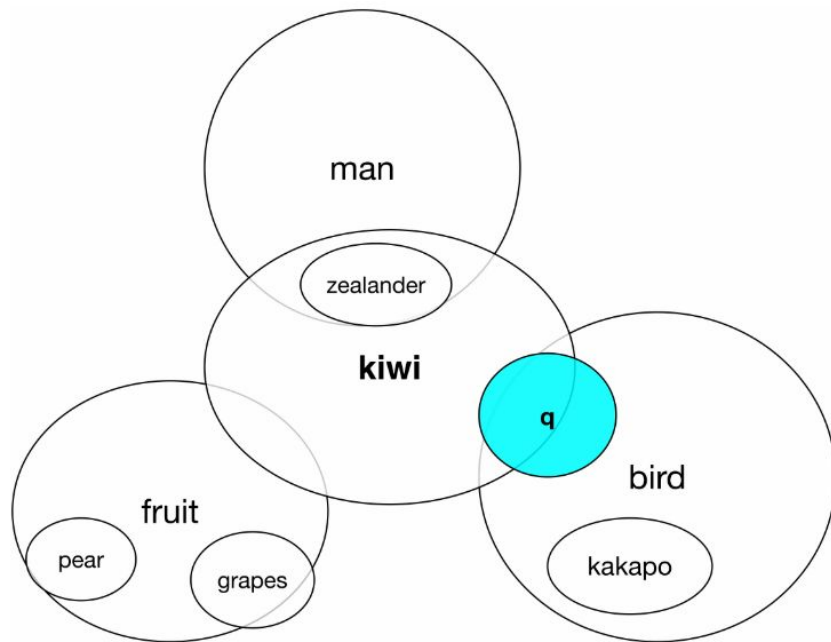 man
zealander
kiwi
q
bird
fruit
pear
grapes
kakapo